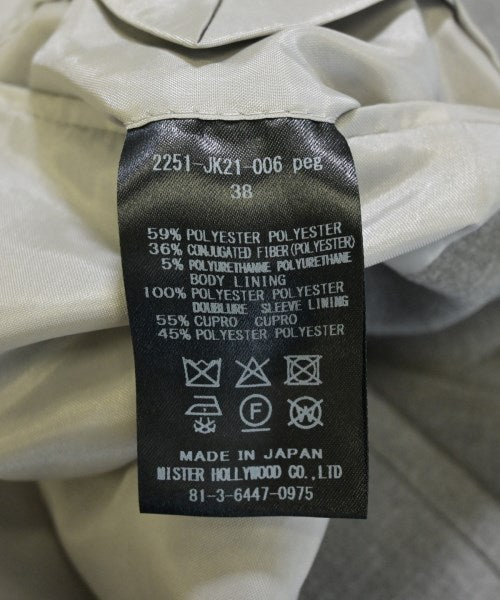 2251-JK21-006 peg
38
59% POLYESTER POLYESTER
36% CONJUGATED FIBER(POLYESTER)
5% POLYURETHANNE POLYURETHANE
BODY LINING
100% POLYESTER POLYESTER
DOUBLURE SLEEVE LINING
55% CUPRO CUPRO
45% POLYESTER POLYESTER
F W
MADE IN JAPAN
MISTER HOLLYWOOD CO.,LTD
81-3-6447-0975